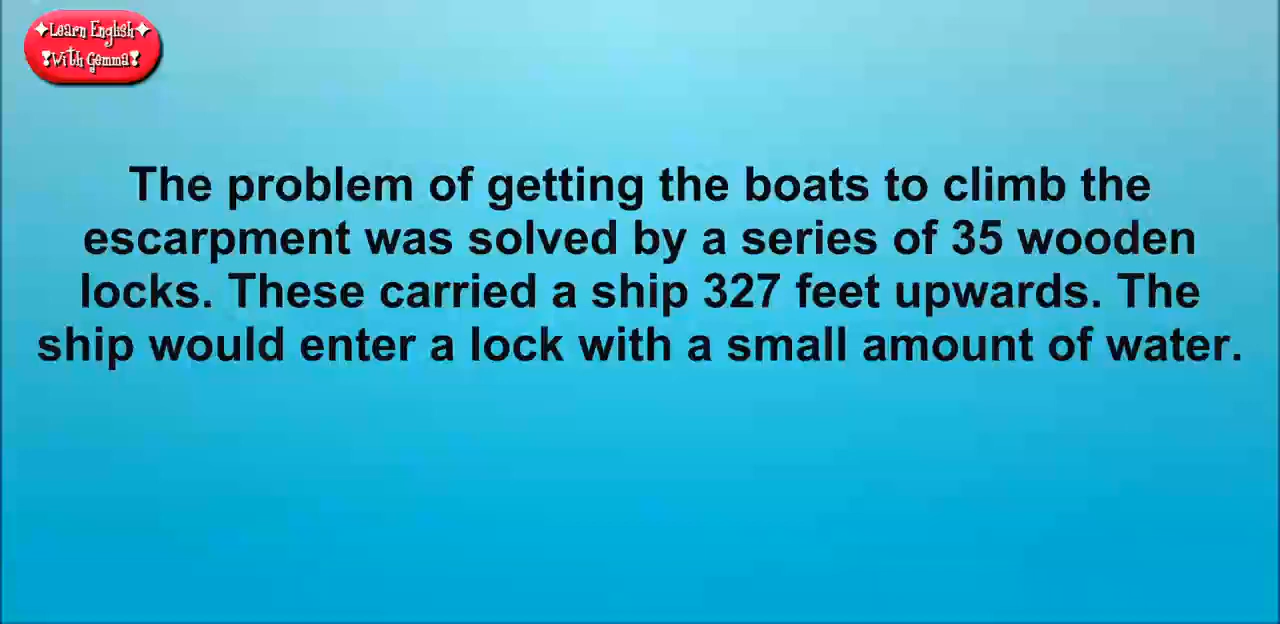 ✦Learn English✦
❣With Gemma❣
The problem of getting the boats to climb the
escarpment was solved by a series of 35 wooden
locks. These carried a ship 327 feet upwards. The
ship would enter a lock with a small amount of water.